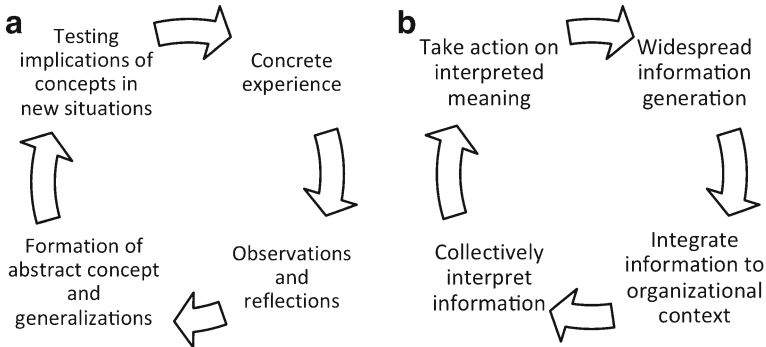 a
Testing
implications of
concepts in
new situations
Concrete
experience
Observations
and
reflections
Formation of
abstract concept
and
generalizations
b
Take action on
interpreted
meaning
Widespread
information
generation
Integrate
information to
organizational
context
Collectively
interpret
information